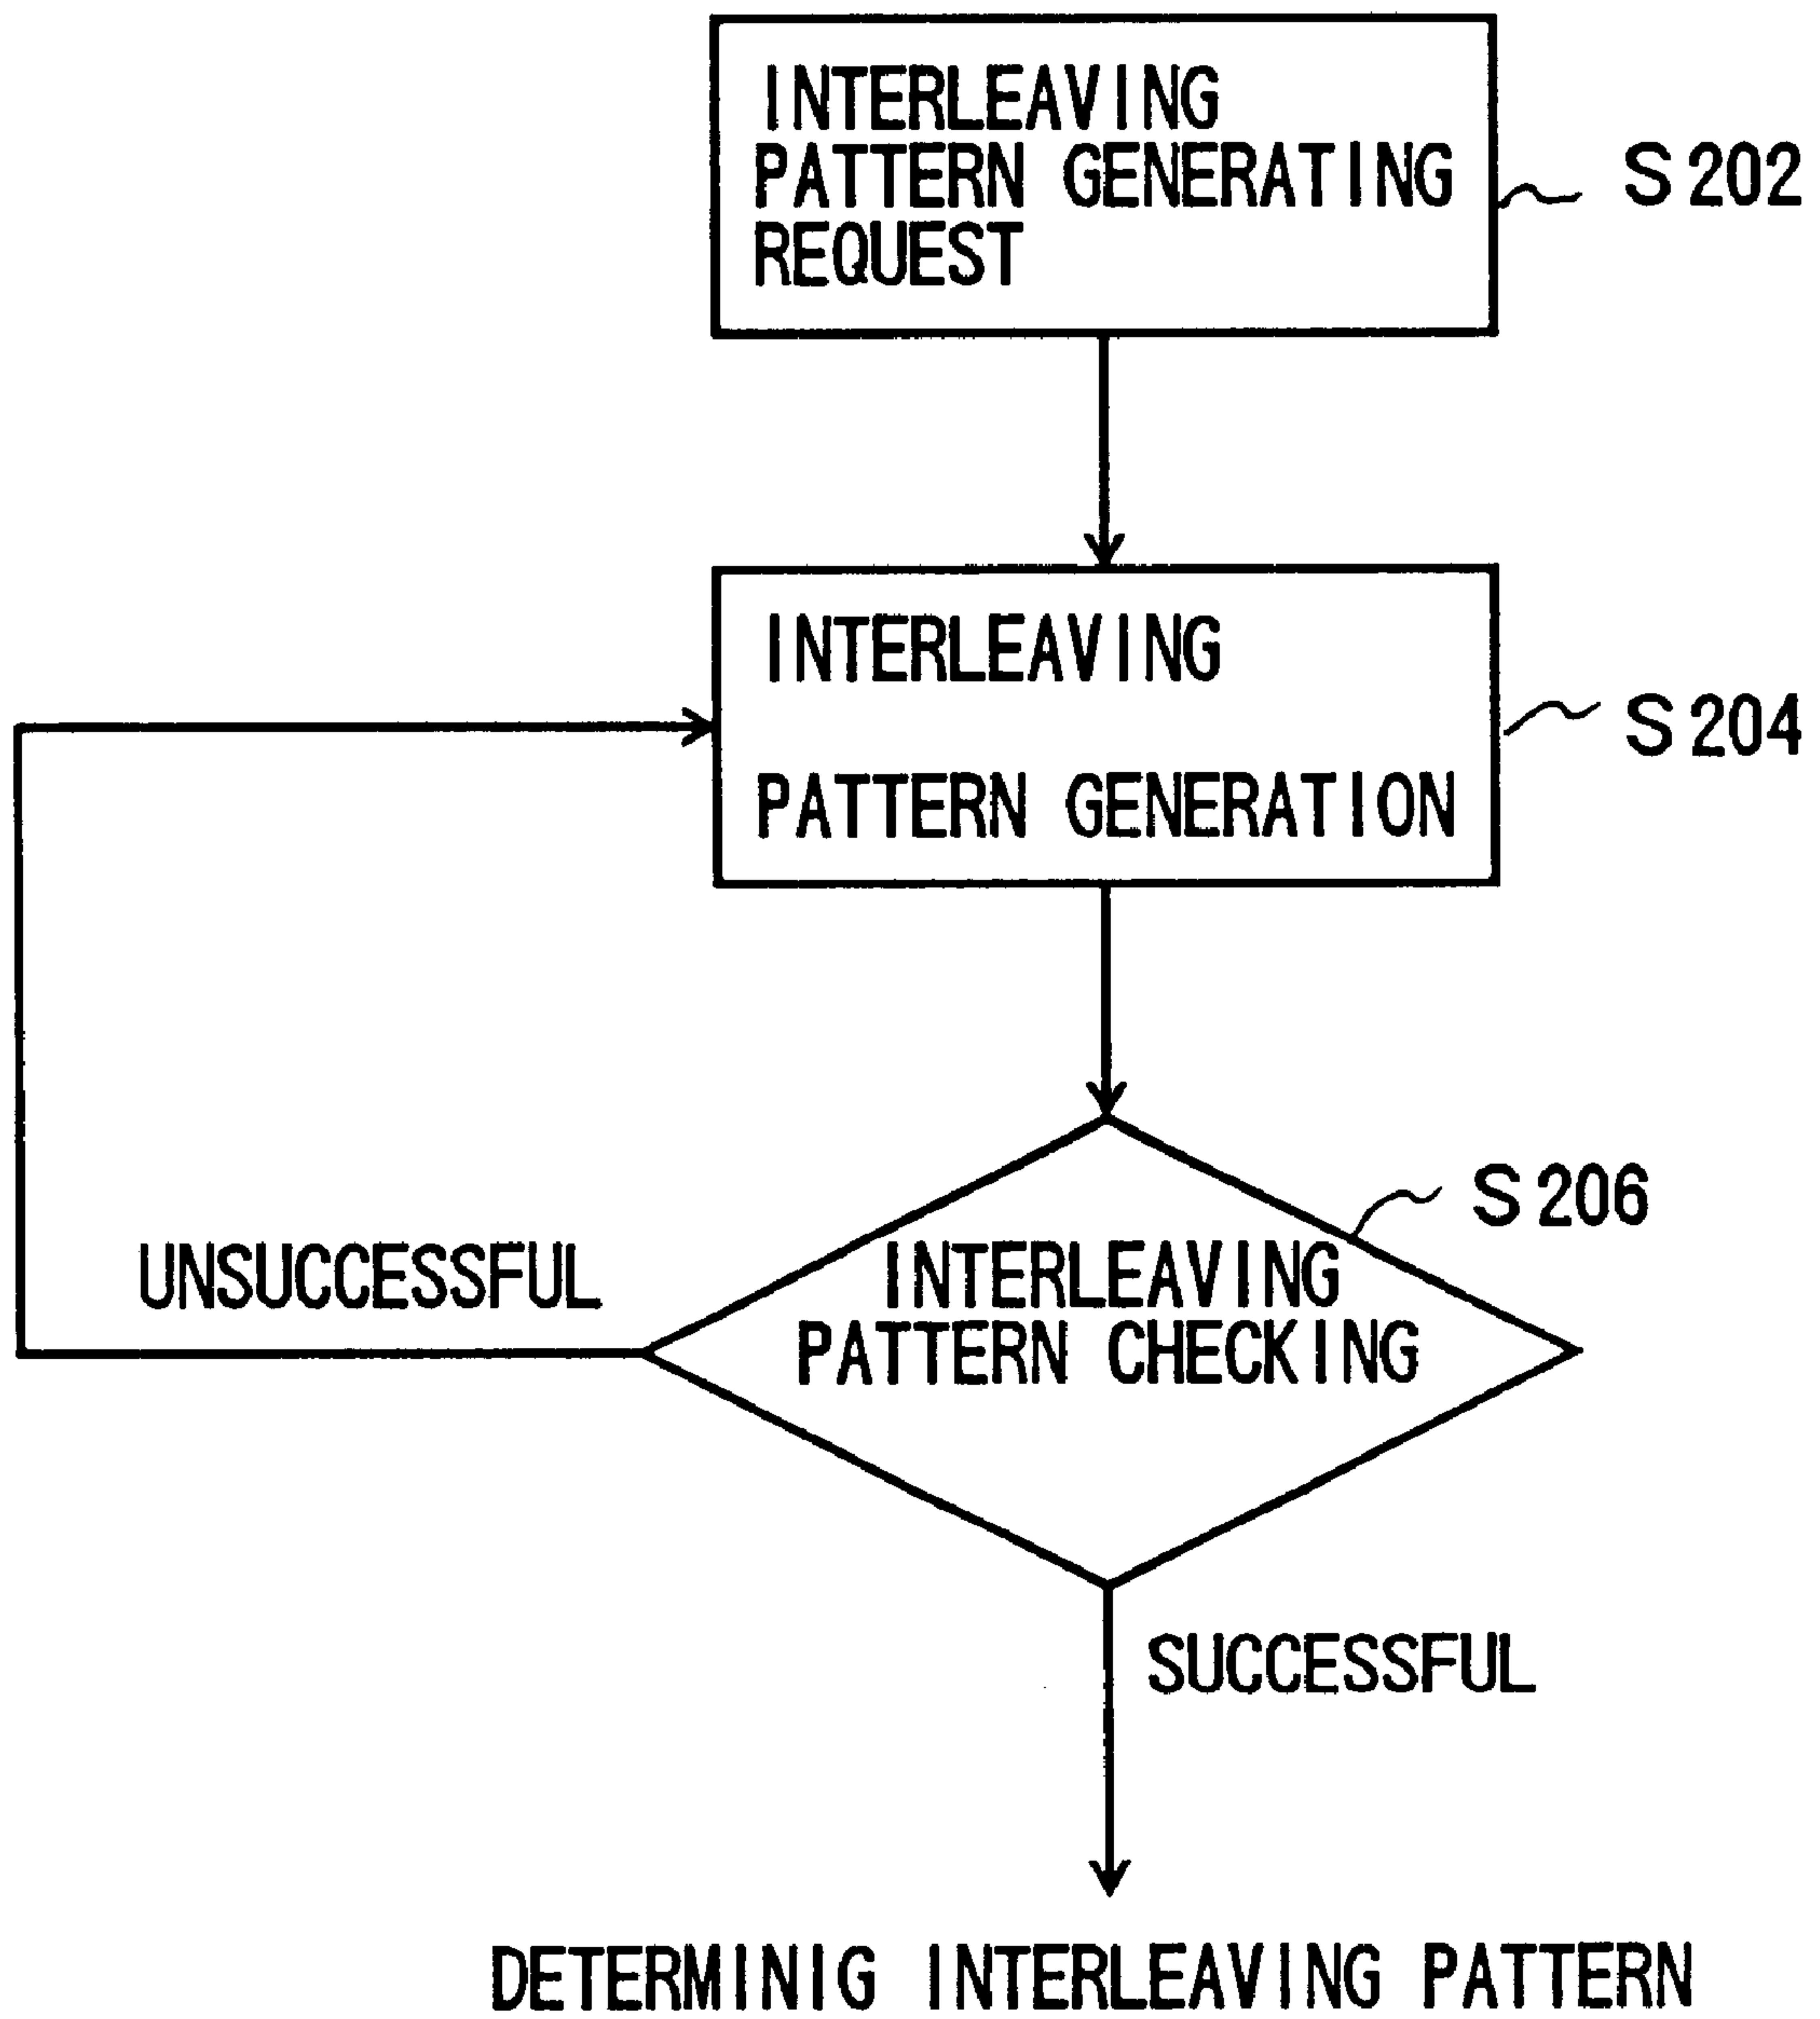 INTERLEAVING
PATTERN GENERATING
REQUEST
S202
INTERLEAVING
PATTERN GENERATION
S204
S206
INTERLEAVING
PATTERN CHECKING
UNSUCCESSFUL
SUCCESSFUL
DETERMINIG INTERLEAVING PATTERN